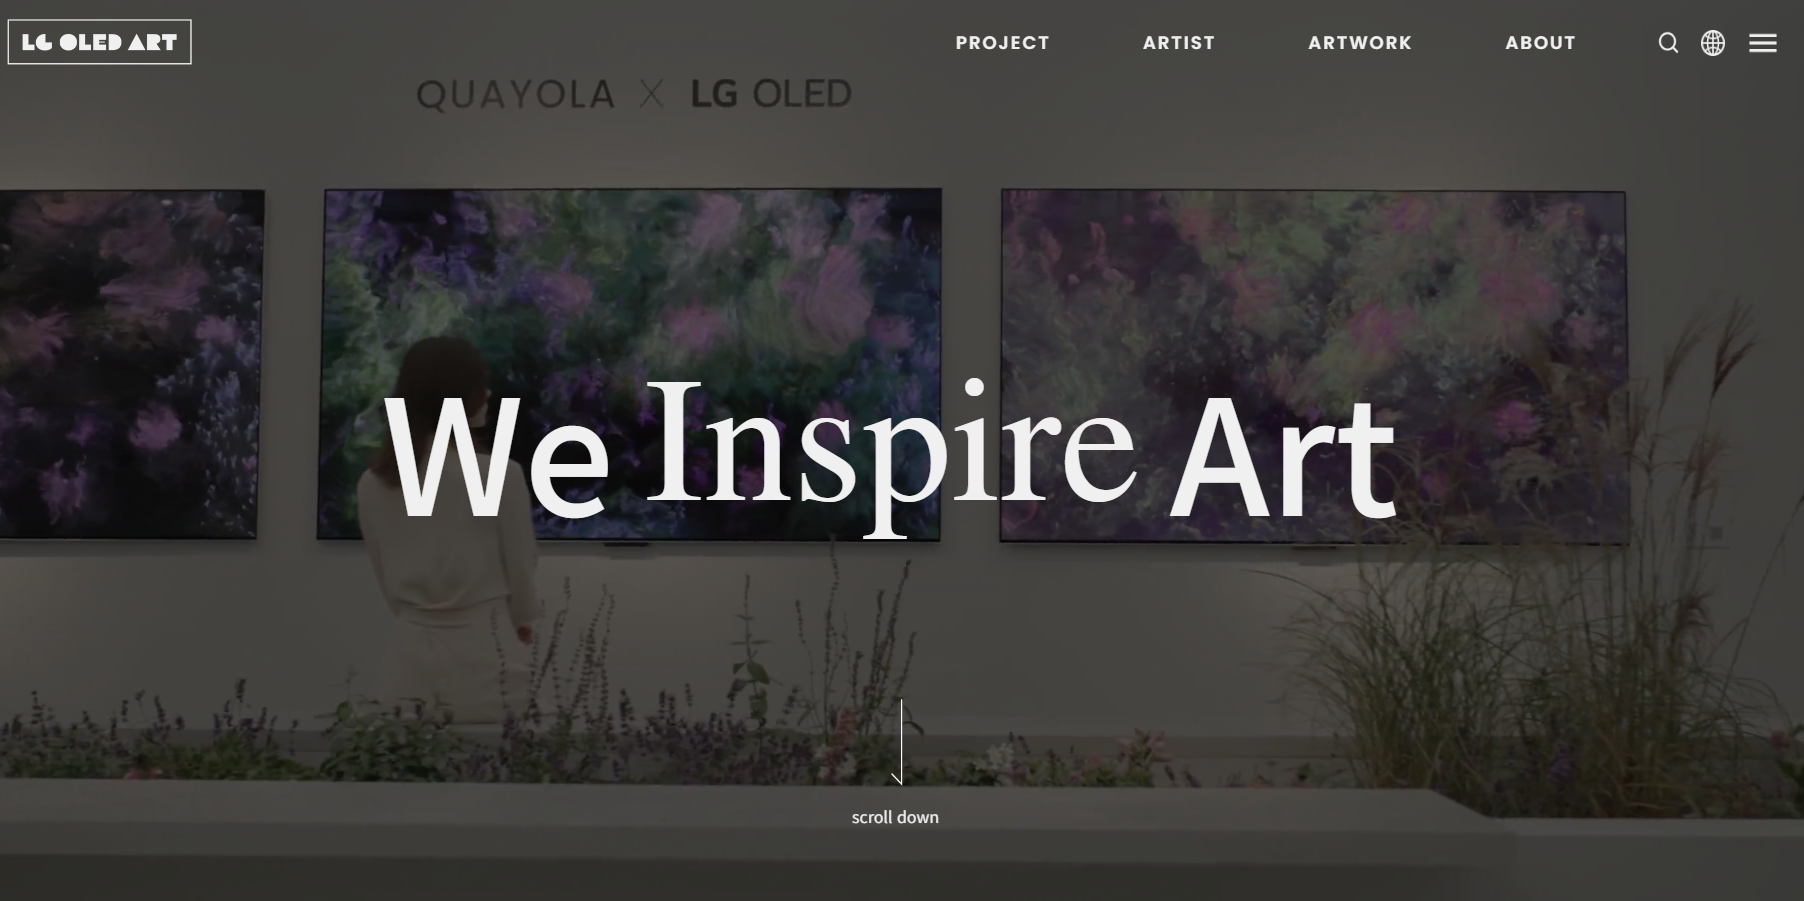 LG OLED ART
PROJECT ARTIST ARTWORK ABOUT
QUAYOLA X LG OLED
We Inspire Art
scroll down